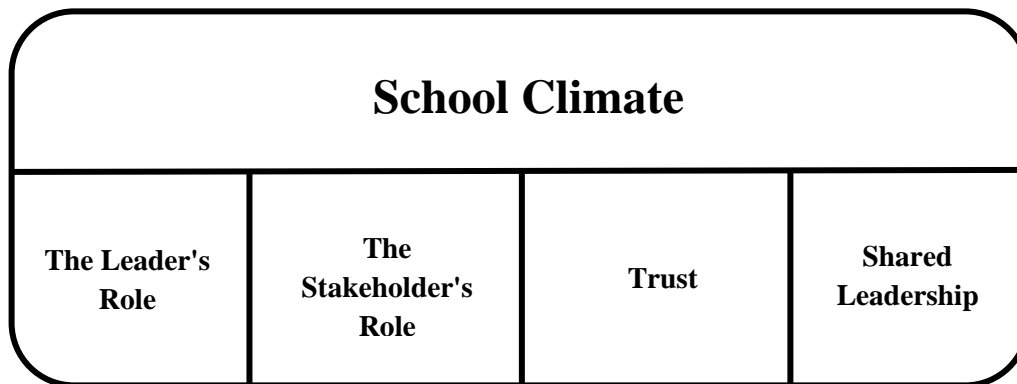 School Climate
The Leader's
Role
The
Stakeholder's
Role
Trust
Shared
Leadership